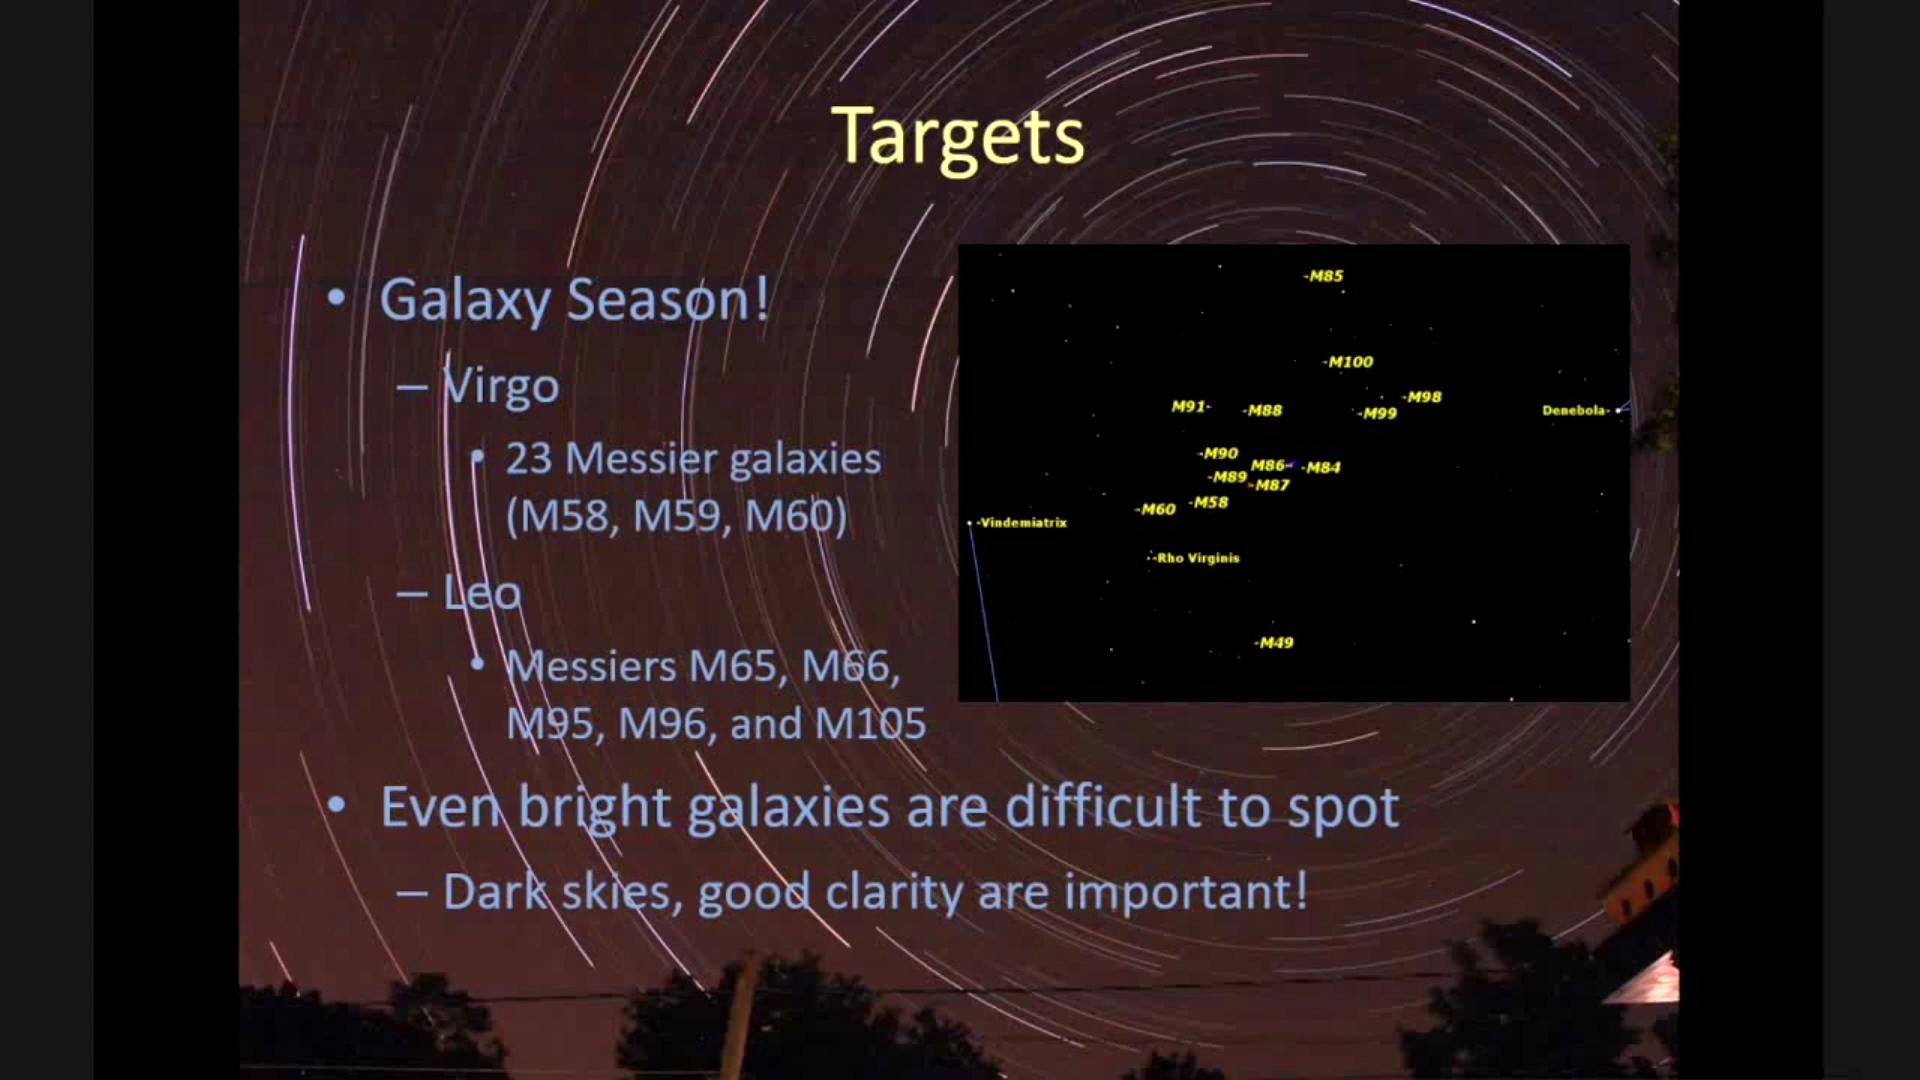 Targets
• Galaxy Season!
– Virgo
• 23 Messier galaxies
(M58, M59, M60)
– Leo
• Messiers M65, M66,
M95, M96, and M105
• Even bright galaxies are difficult to spot
– Dark skies, good clarity are important!
M85
M100
M98
M91
M88
M99
Denebola
M90
M86
M84
M89
M87
M58
M60
Vindemiatrix
Rho Virginis
M49